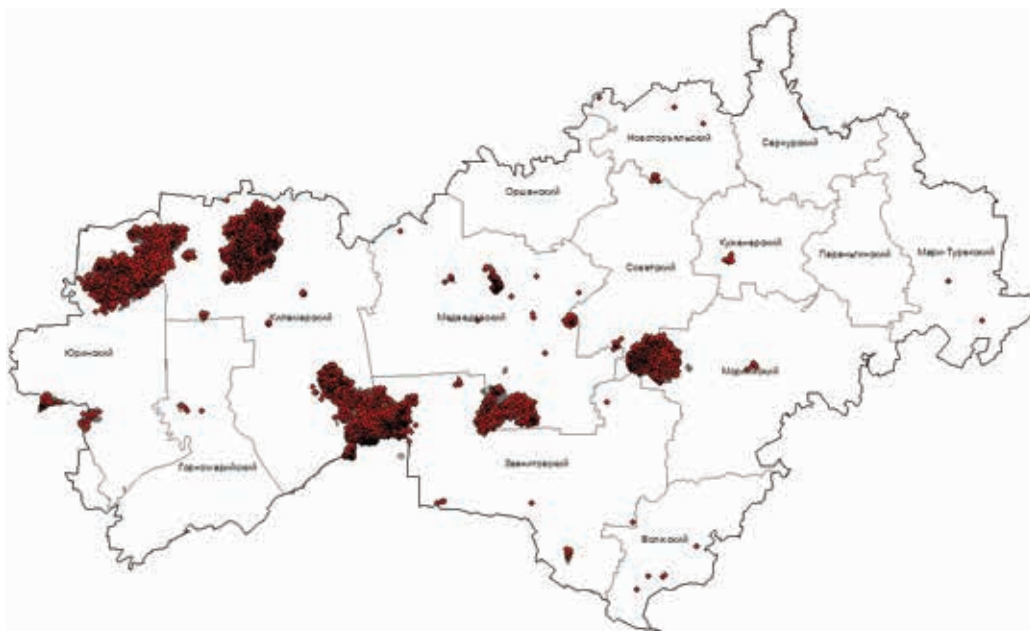 Новоторъяльский
Сернурский
Оршанский
Куженерский
Параньгинский
Мари-Турекский
Советский
Килемарский
Медведевский
Юринский
Моркинский
Звениговский
Горномарийский
Волжский